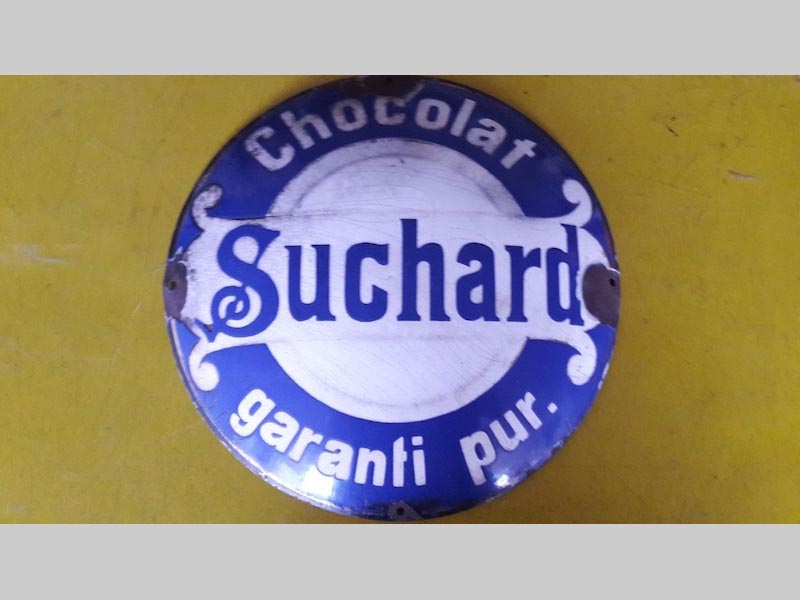 Chocolat
Suchard
garanti pur.